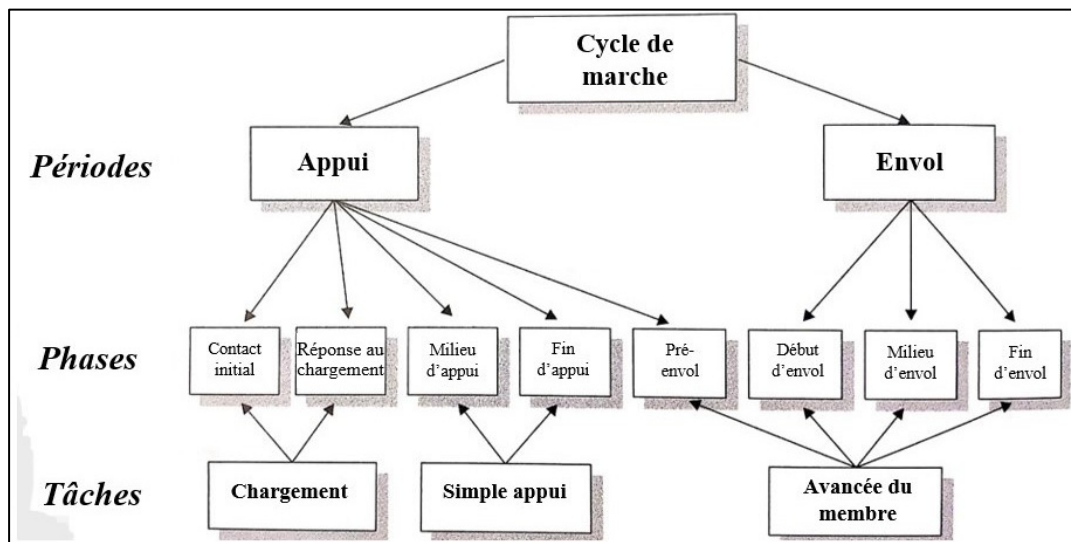 Cycle de
marche
Périodes
Appui
Envol
Phases
Contact
initial
Réponse au
chargement
Milieu
d'appui
Fin
d'appui
Pré-
envol
Début
d'envol
Milieu
d'envol
Fin
d'envol
Tâches
Chargement
Simple appui
Avancée du
membre